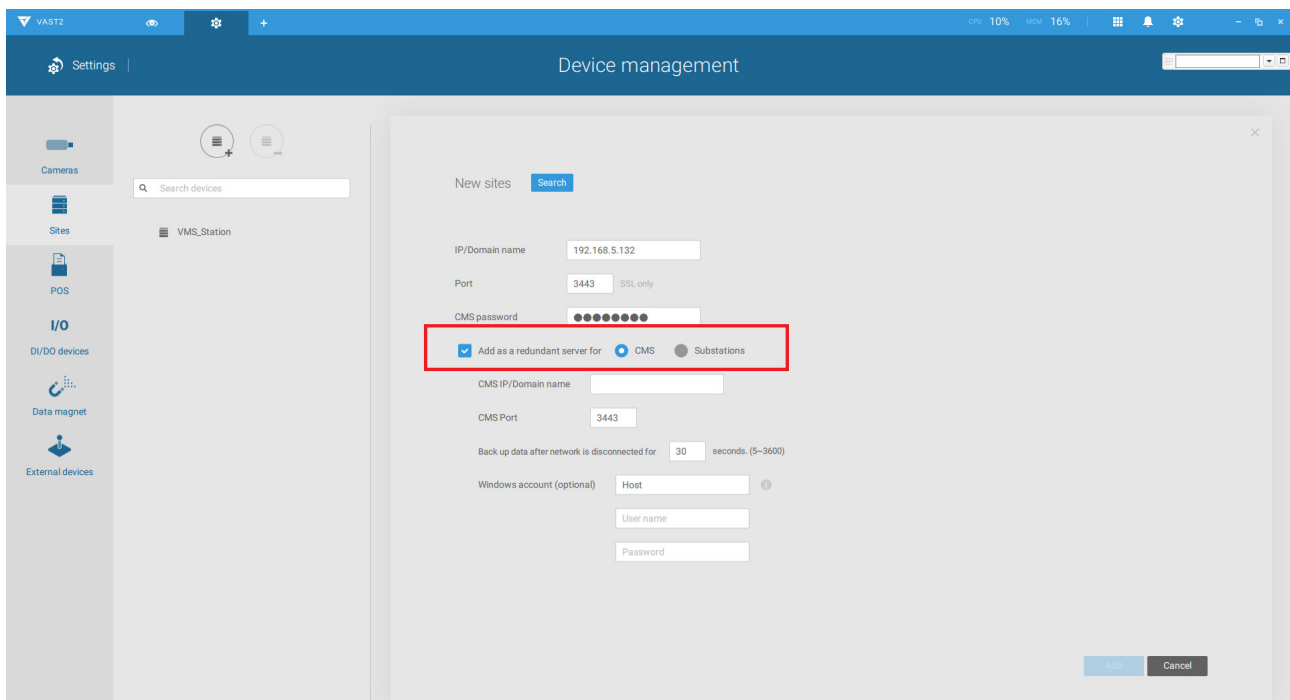 VAST2
CPU 10% MEM 16%
Settings
Device management
Cameras
Sites
POS
I/O
DI/DO devices
Data magnet
External devices
Search devices
VMS_Station
New sites Search
IP/Domain name 192.168.5.132
Port 3443 SSL only
CMS password
Add as a redundant server for CMS Substations
CMS IP/Domain name
CMS Port 3443
Back up data after network is disconnected for 30 seconds. (5~3600)
Windows account (optional) Host
User name
Password
Add Cancel